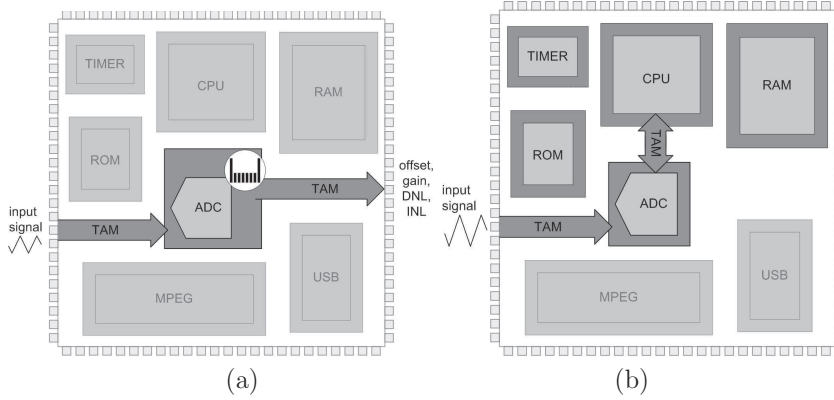 TIMER
CPU
RAM
ROM
ADC
TAM
offset,
gain,
DNL,
INL
input
signal
TAM
MPEG
USB
(a)
TIMER
CPU
RAM
TAM
ROM
ADC
input
signal
TAM
MPEG
USB
(b)